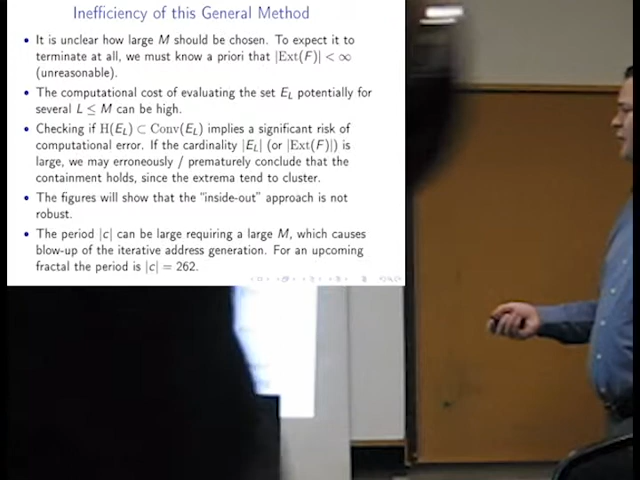 Inefficiency of this General Method
• It is unclear how large M should be chosen. To expect it to
terminate at all, we must know a priori that |Ext(F)| < ∞
(unreasonable).
• The computational cost of evaluating the set E_L potentially for
several L ≤ M can be high.
• Checking if H(E_L) ⊂ Conv(E_L) implies a significant risk of
computational error. If the cardinality |E_L| (or |Ext(F)|) is
large, we may erroneously / prematurely conclude that the
containment holds, since the extrema tend to cluster.
• The figures will show that the "inside-out" approach is not
robust.
• The period |c| can be large requiring a large M, which causes
blow-up of the iterative address generation. For an upcoming
fractal the period is |c| = 262.